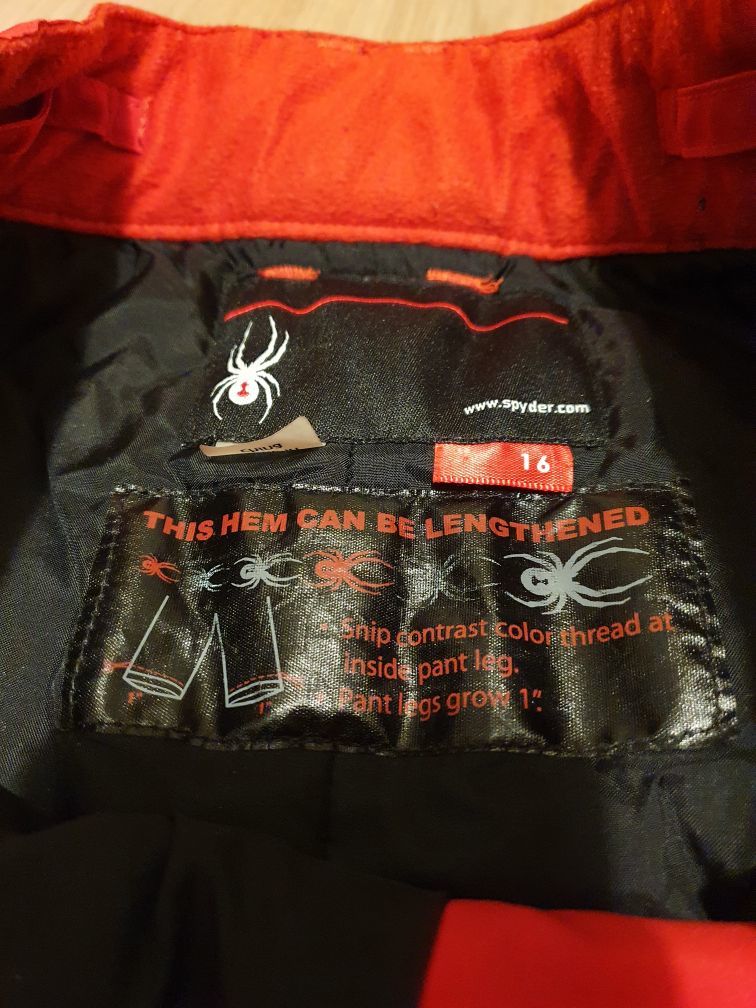 www.spyder.com
16
THIS HEM CAN BE LENGTHENED
• Snip contrast color thread at
inside pant leg.
• Pant legs grow 1".
1"
1"